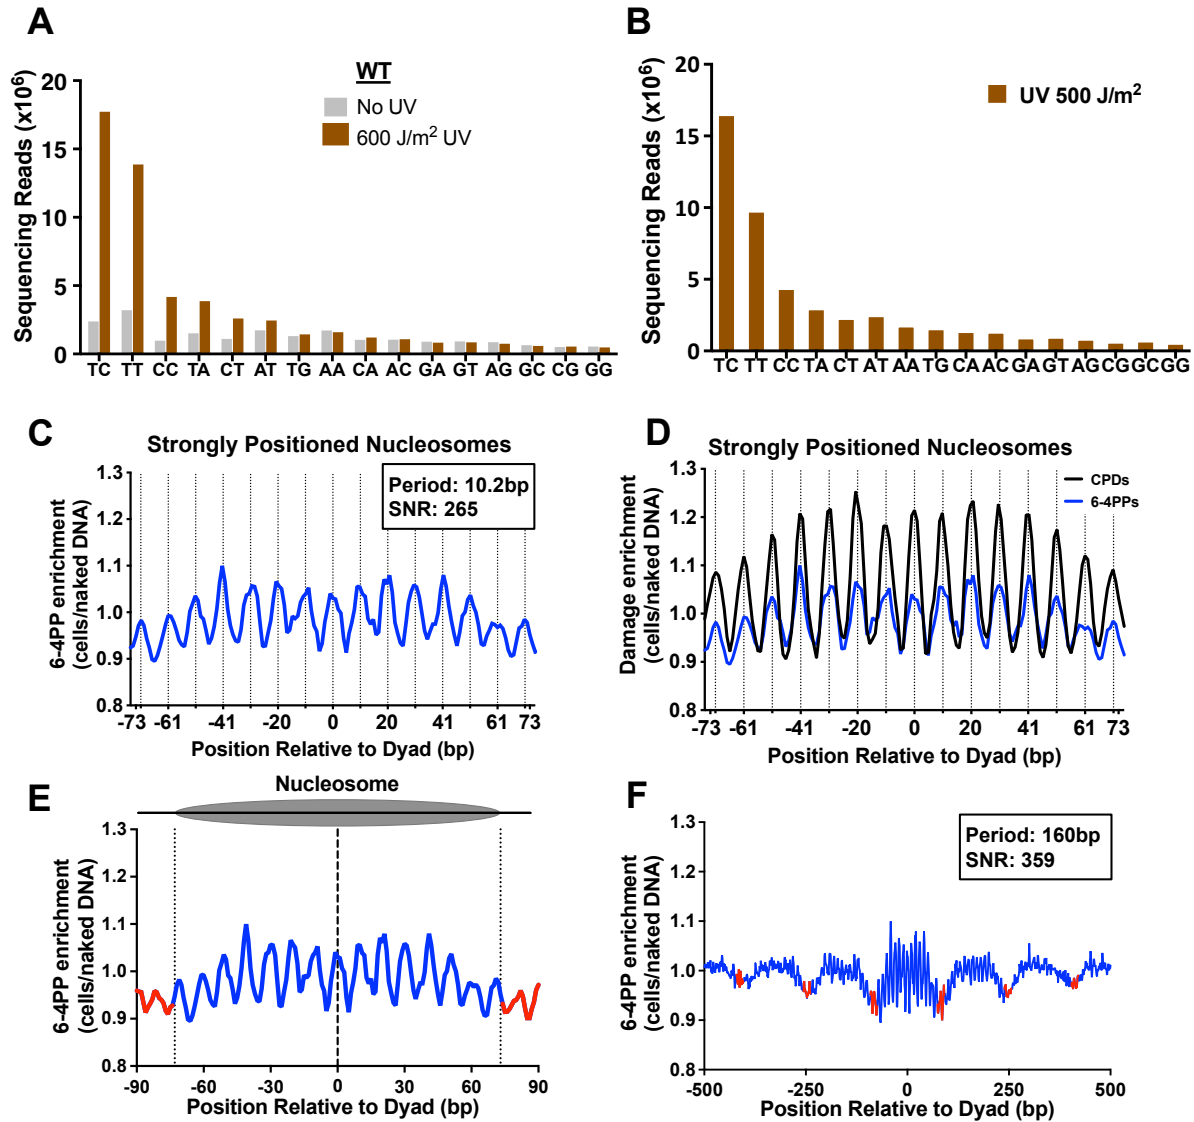 A
WT
No UV
600 J/m² UV
Sequencing Reads (x10⁶)
20
15
10
5
0
TC TT CC TA CT AT TG AA CA AC GA GT AG GC CG GG
B
UV 500 J/m²
Sequencing Reads (x10⁶)
20
15
10
5
0
TC TT CC TA CT AT AA TG CA AC GA GT AG CG GC GG
C
Strongly Positioned Nucleosomes
Period: 10.2bp
SNR: 265
6-4PP enrichment
(cells/naked DNA)
1.3
1.2
1.1
1.0
0.9
0.8
-73 -61 -41 -20 0 20 41 61 73
Position Relative to Dyad (bp)
D
Strongly Positioned Nucleosomes
CPDs
6-4PPs
Damage enrichment
(cells/naked DNA)
1.3
1.2
1.1
1.0
0.9
0.8
-73 -61 -41 -20 0 20 41 61 73
Position Relative to Dyad (bp)
E
Nucleosome
6-4PP enrichment
(cells/naked DNA)
1.3
1.2
1.1
1.0
0.9
0.8
-90 -60 -30 0 30 60 90
Position Relative to Dyad (bp)
F
Period: 160bp
SNR: 359
6-4PP enrichment
(cells/naked DNA)
1.3
1.2
1.1
1.0
0.9
0.8
-500 -250 0 250 500
Position Relative to Dyad (bp)